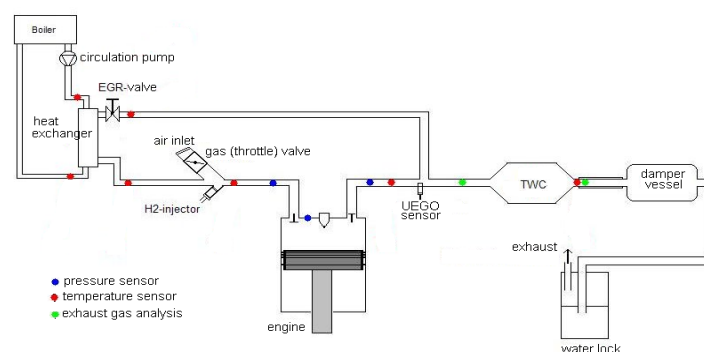 Boiler
circulation pump
EGR-valve
heat
exchanger
air inlet
gas (throttle) valve
H2-injector
UEGO
sensor
TWC
damper
vessel
exhaust
pressure sensor
temperature sensor
exhaust gas analysis
engine
water lock